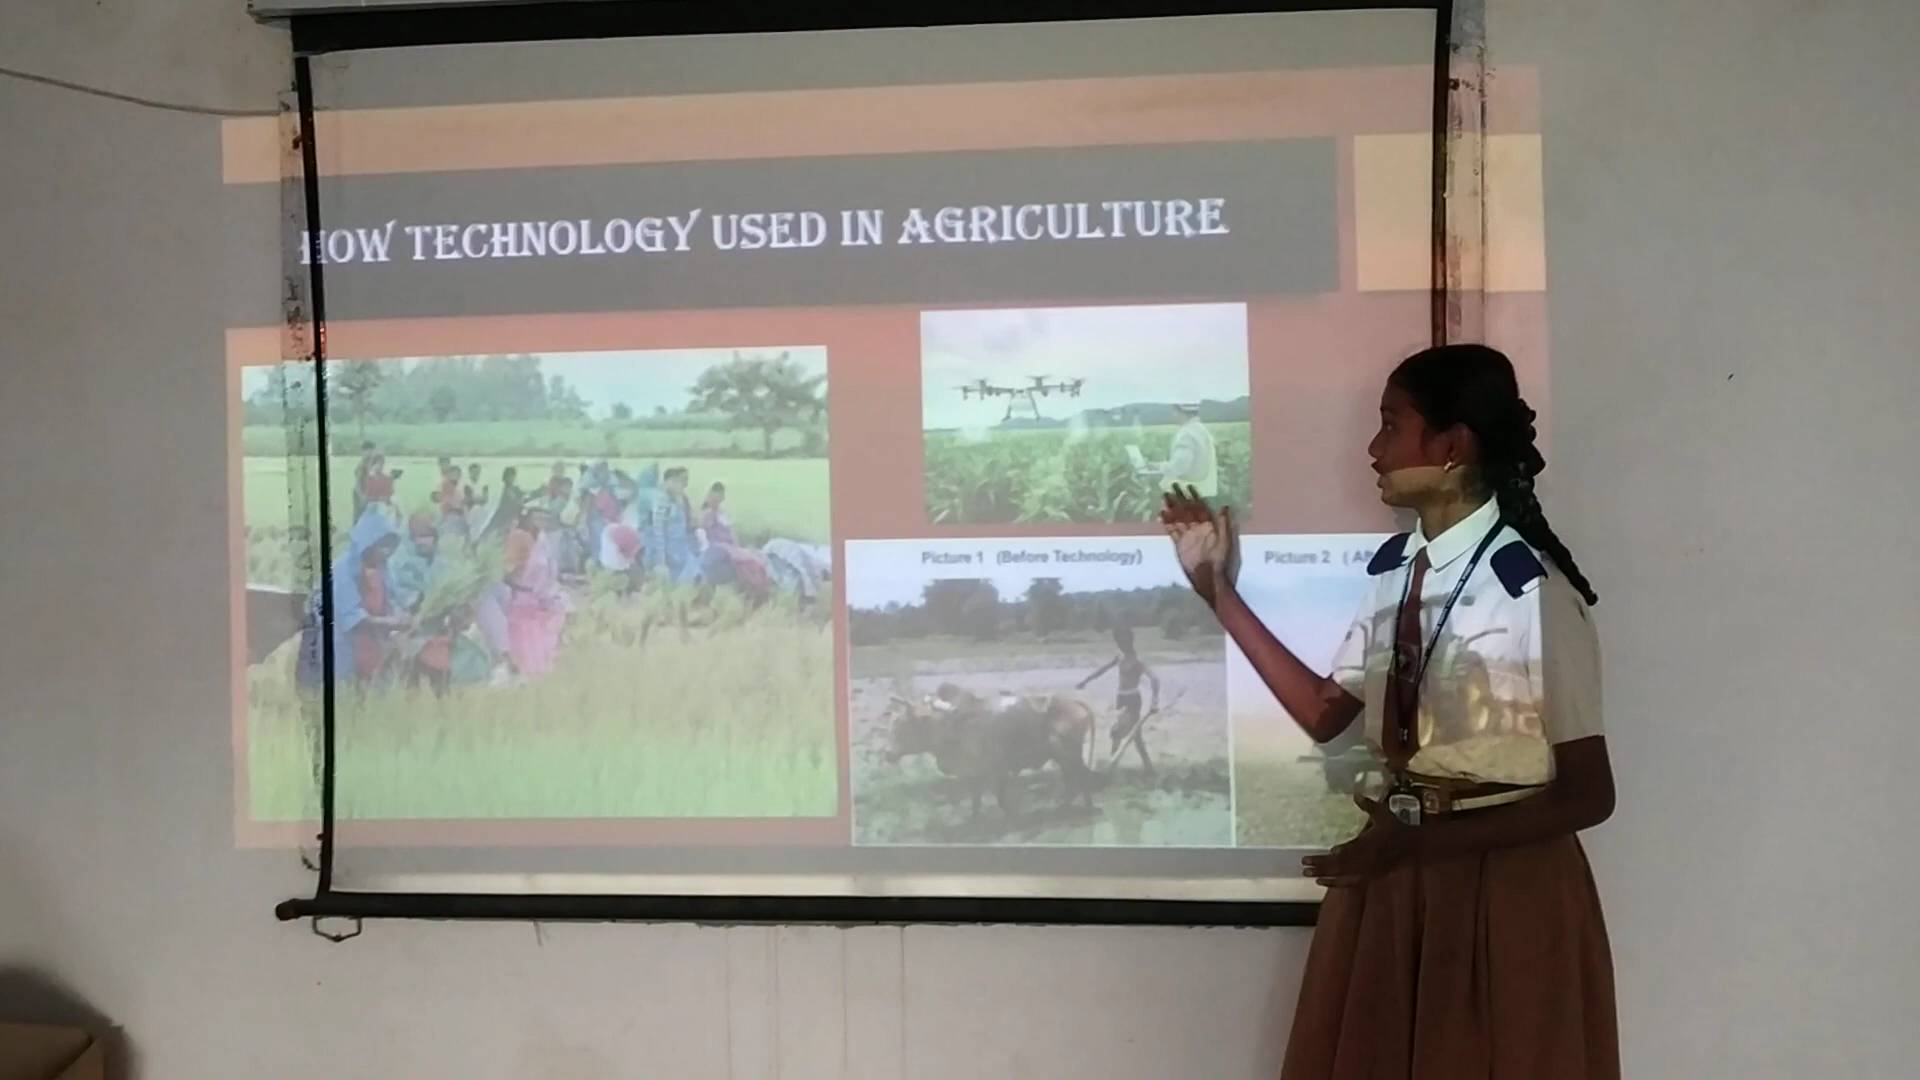 HOW TECHNOLOGY USED IN AGRICULTURE
Picture 1 (Before Technology)
Picture 2 (